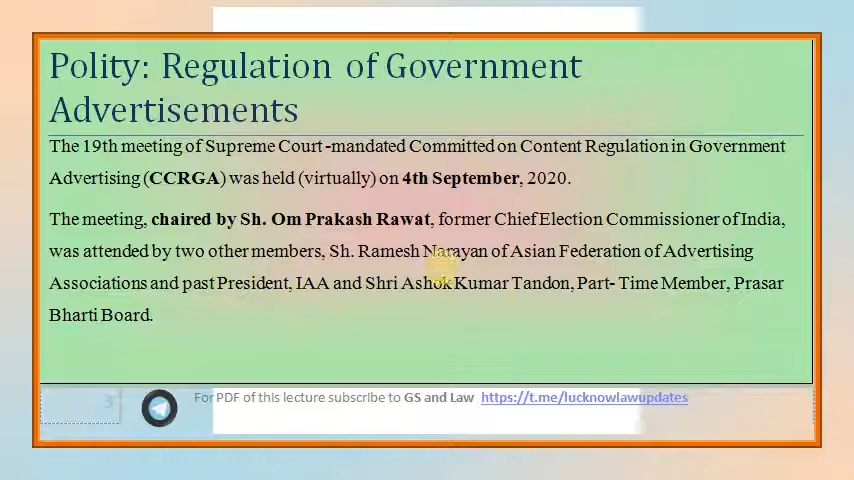 Polity: Regulation of Government
Advertisements
The 19th meeting of Supreme Court-mandated Committed on Content Regulation in Government
Advertising (CCRGA) was held (virtually) on 4th September, 2020.
The meeting, chaired by Sh. Om Prakash Rawat, former Chief Election Commissioner of India,
was attended by two other members, Sh. Ramesh Narayan of Asian Federation of Advertising
Associations and past President, IAA and Shri Ashok Kumar Tandon, Part- Time Member, Prasar
Bharti Board.
3
For PDF of this lecture subscribe to GS and Law https://t.me/lucknowlawupdates